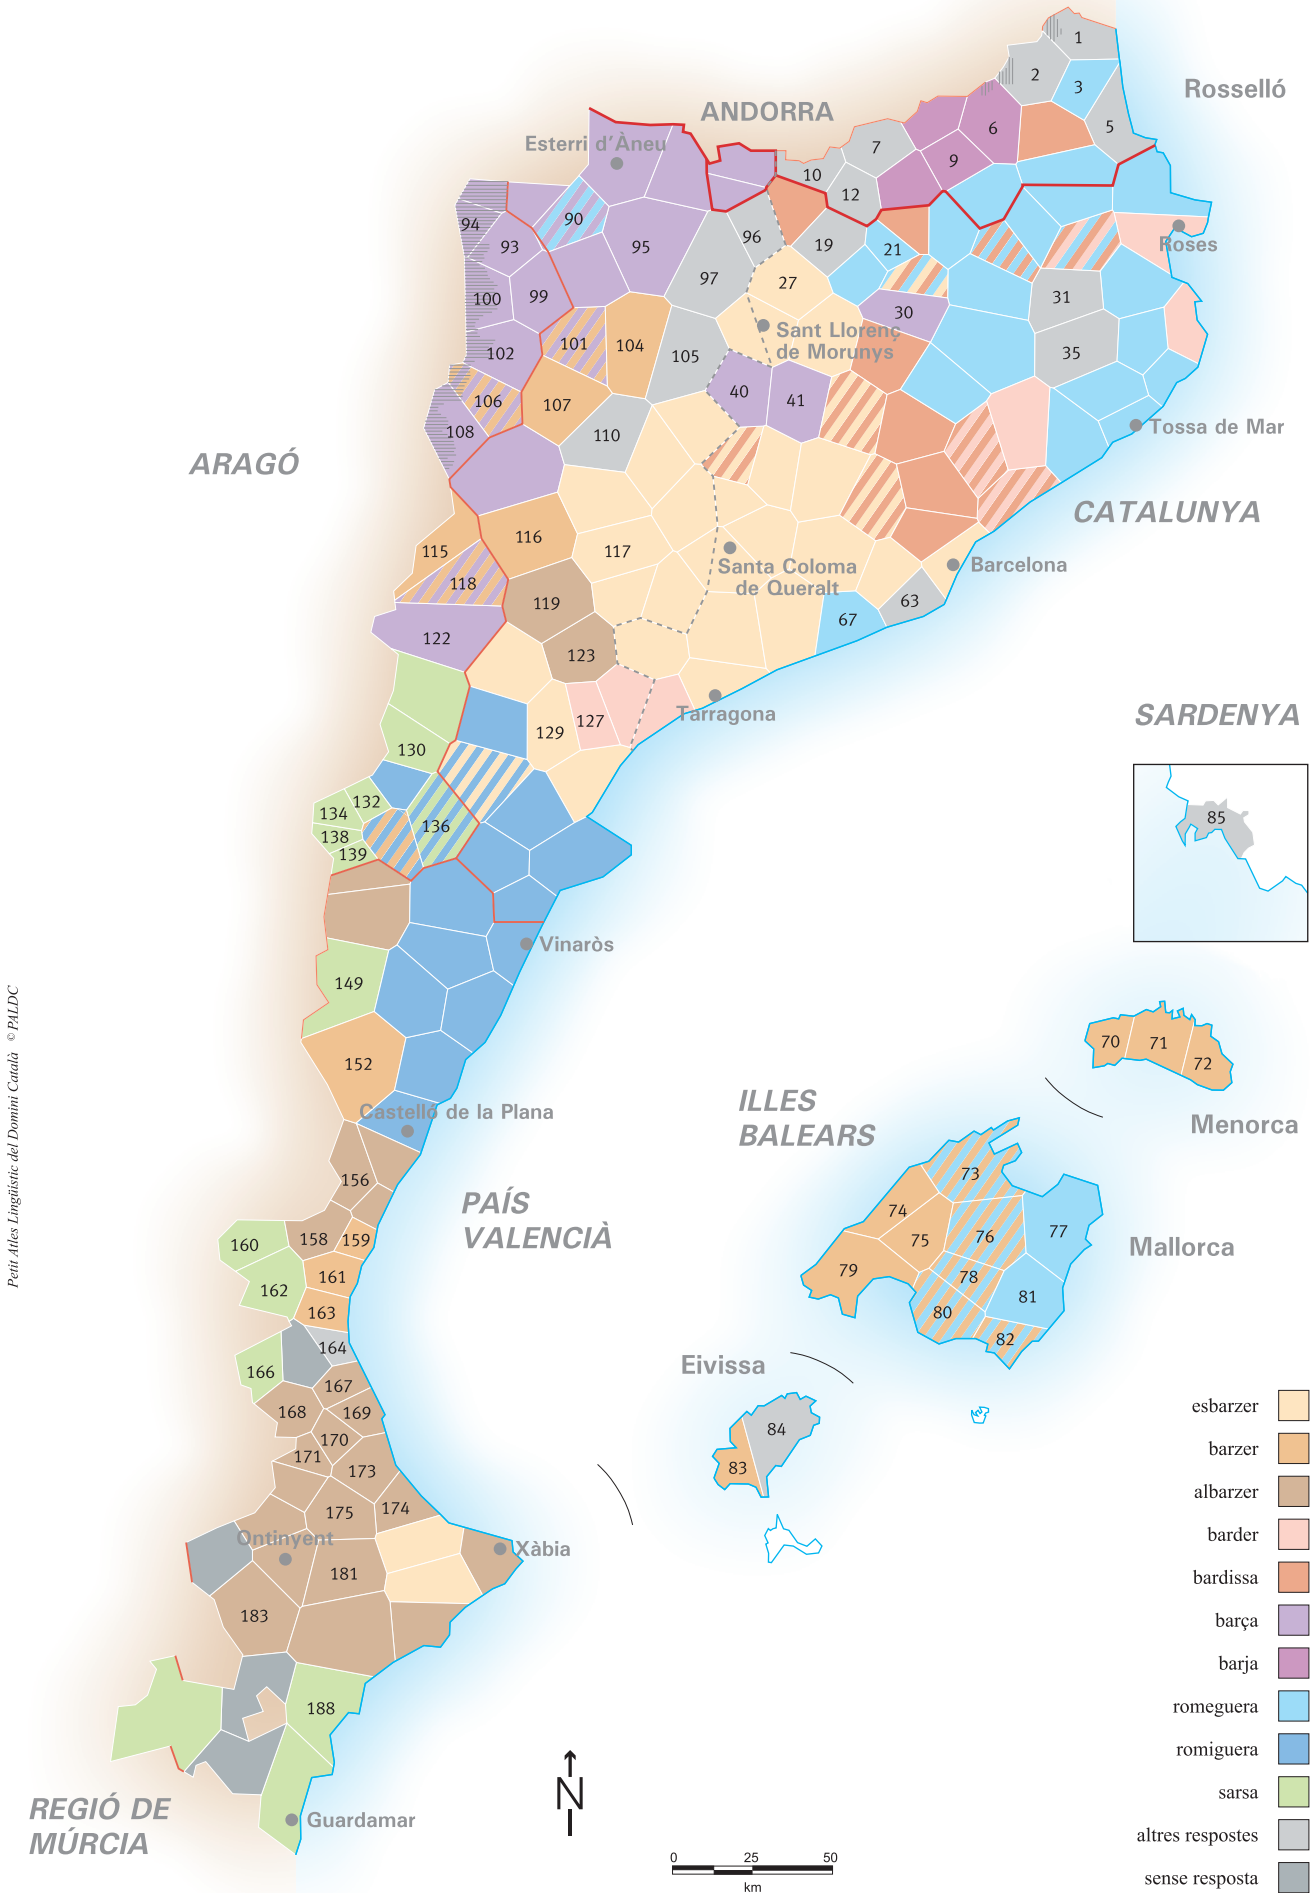 1
2
Rosselló
3
ANDORRA
5
6
Esterri d'Àneu
7
9
10
12
94
90
Roses
93
95
96
19
21
97
27
100
99
31
30
Sant Llorenç
de Morunys
101
104
102
105
35
106
107
40
41
108
110
Tossa de Mar
ARAGÓ
CATALUNYA
115
116
117
Santa Coloma
de Queralt
Barcelona
118
119
63
67
122
123
127
Tarragona
129
130
SARDENYA
85
134
132
136
138
139
Vinaròs
149
152
Castelló de la Plana
70
71
72
Menorca
ILLES
BALEARS
73
74
75
76
77
78
79
80
81
82
Mallorca
156
PAÍS
VALENCIÀ
158
159
160
161
162
163
164
166
167
168
169
170
171
173
174
175
Eivissa
84
83
Ontinyent
Xàbia
181
183
188
REGIÓ DE
MÚRCIA
Guardamar
N
0 25 50
km
esbarzer
barzer
albarzer
barder
bardissa
barça
barja
romeguera
romiguera
sarsa
altres respostes
sense resposta
Petit Atles Lingüístic del Domini Català © PALDC